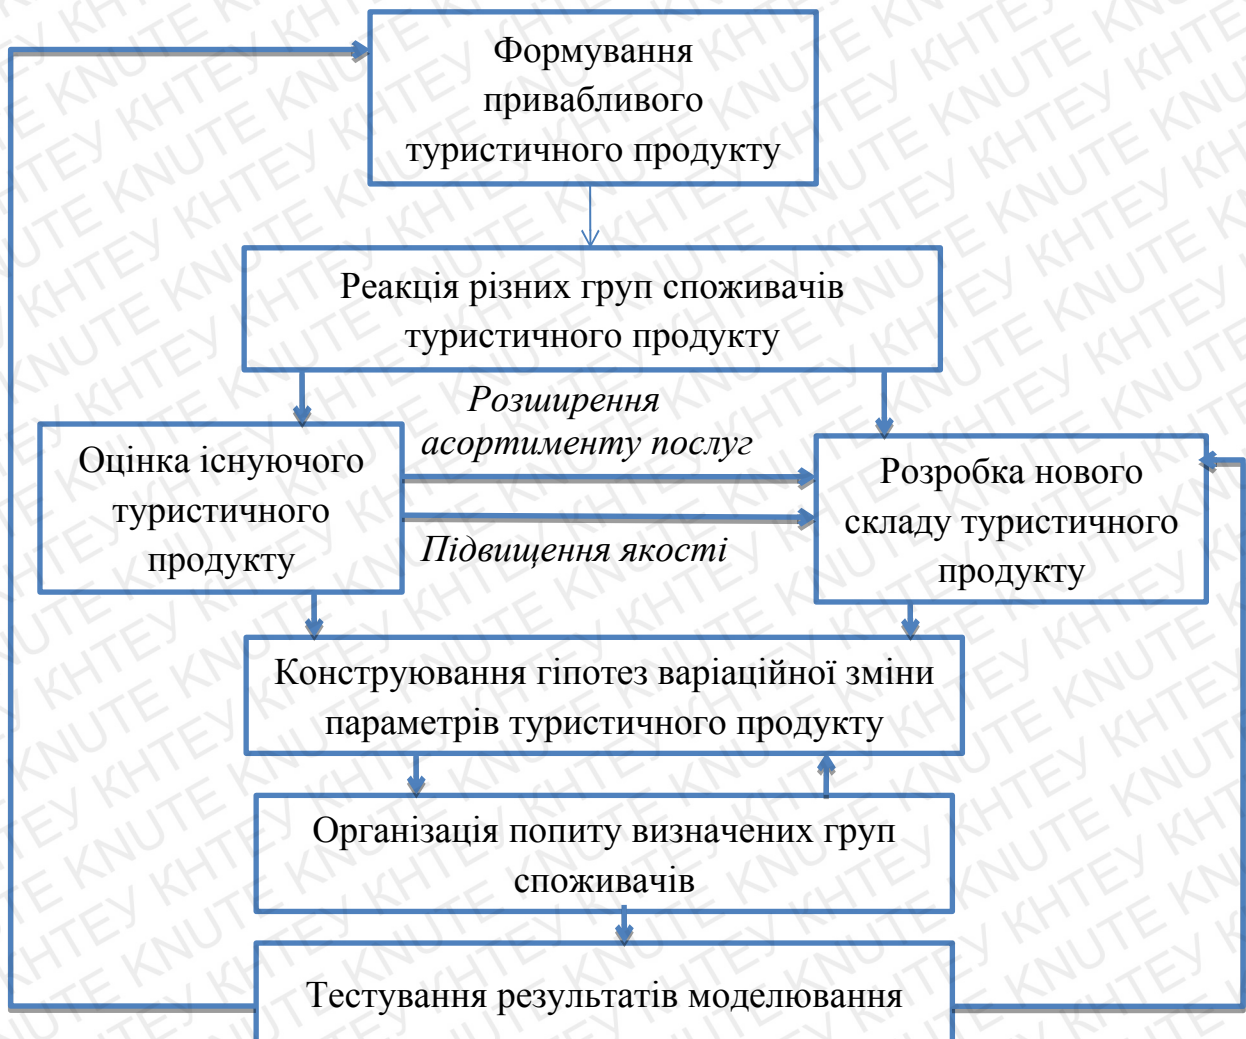 Формування
привабливого
туристичного продукту
Реакція різних груп споживачів
туристичного продукту
Розширення
асортименту послуг
Оцінка існуючого
туристичного
продукту
Підвищення якості
Розробка нового
складу туристичного
продукту
Конструювання гіпотез варіаційної зміни
параметрів туристичного продукту
Організація попиту визначених груп
споживачів
Тестування результатів моделювання